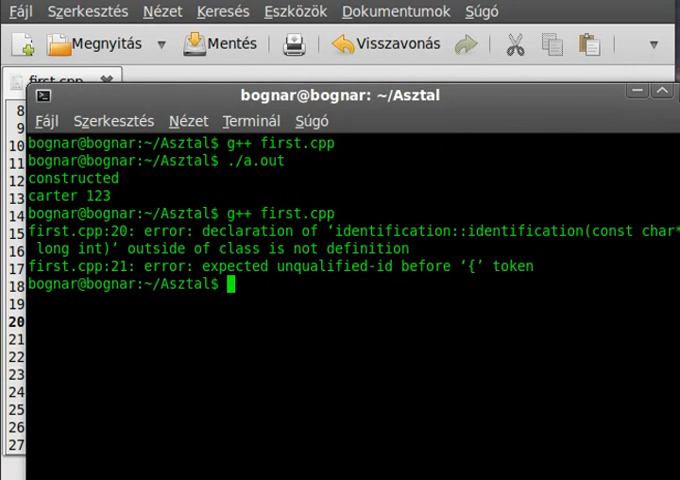 Fájl Szerkesztés Nézet Keresés Eszközök Dokumentumok Súgó
Megnyitás Mentés Visszavonás
first.cpp
bognar@bognar: ~/Asztal
Fájl Szerkesztés Nézet Terminál Súgó
8
9
10
11
12
13
14
15
16
17
18
19
20
21
22
23
24
25
26
27
bognar@bognar:~/Asztal$ g++ first.cpp
bognar@bognar:~/Asztal$ ./a.out
constructed
carter 123
bognar@bognar:~/Asztal$ g++ first.cpp
first.cpp:20: error: declaration of ‘identification::identification(const char*
long int)’ outside of class is not definition
first.cpp:21: error: expected unqualified-id before ‘{’ token
bognar@bognar:~/Asztal$